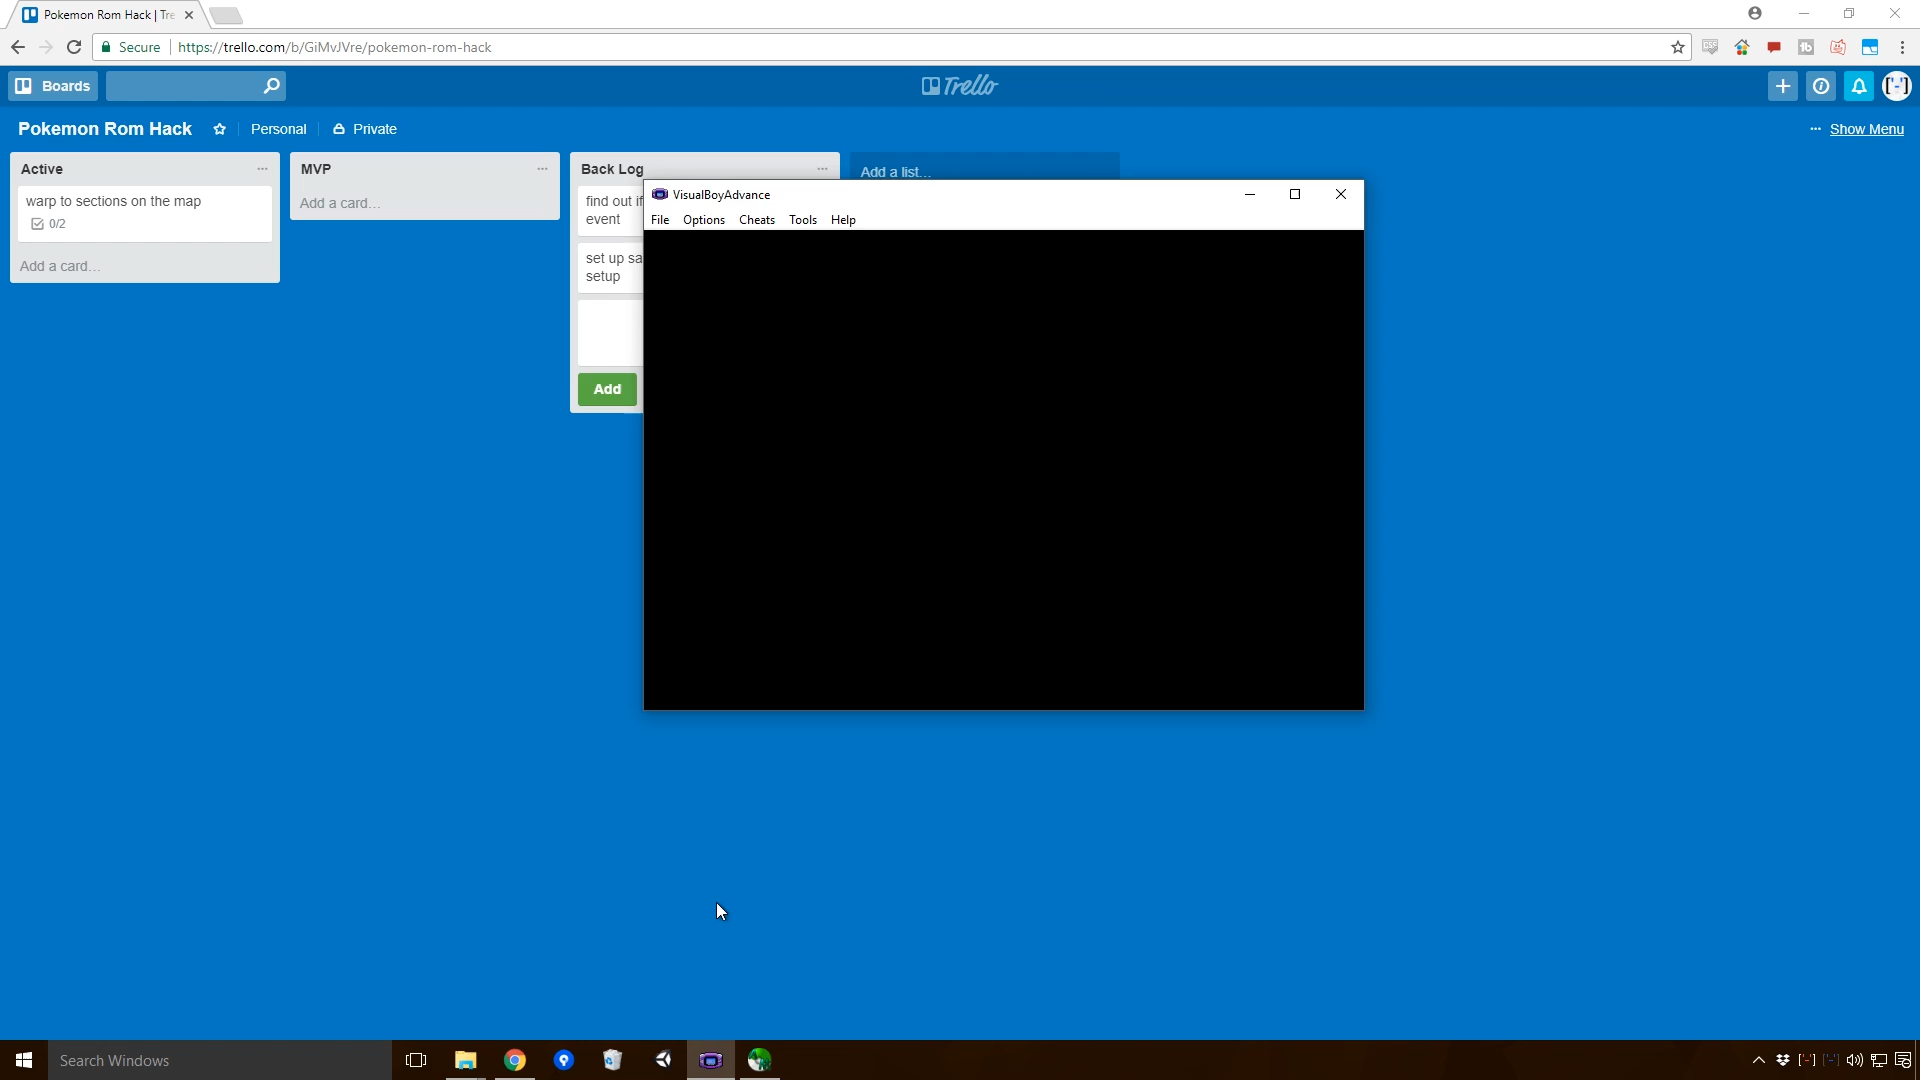 Pokemon Rom Hack | Tre
Secure
https://trello.com/b/GiMvJVre/pokemon-rom-hack
Boards
Trello
Pokemon Rom Hack
Personal
Private
... Show Menu
Active
warp to sections on the map
0/2
Add a card...
MVP
Add a card...
Back Log
find out if
event
set up sa
setup
Add
Add a list...
VisualBoyAdvance
File Options Cheats Tools Help
Search Windows